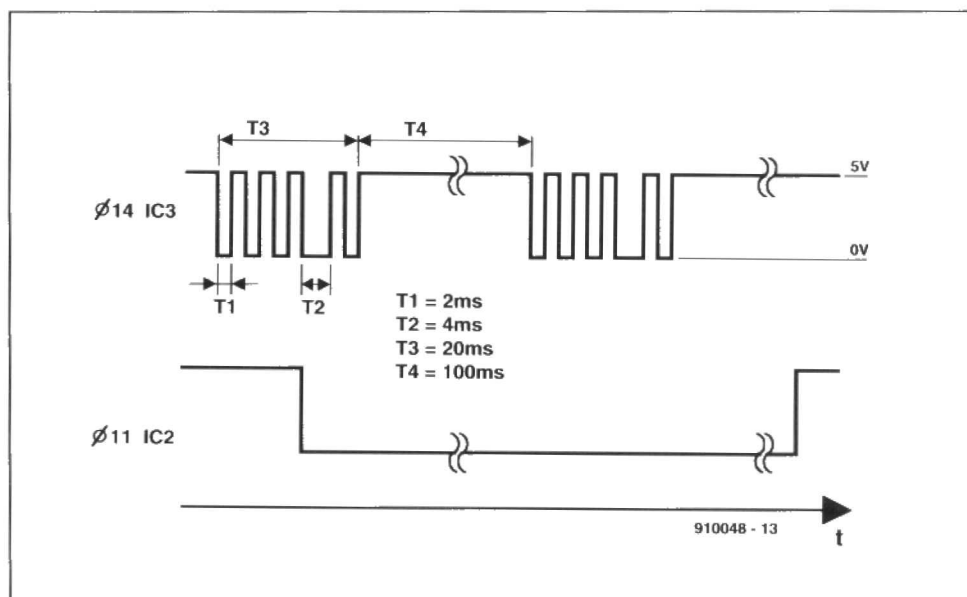 T3
T4
5V
ø14 IC3
0V
T1
T2
T1 = 2ms
T2 = 4ms
T3 = 20ms
T4 = 100ms
ø11 IC2
910048 - 13
t